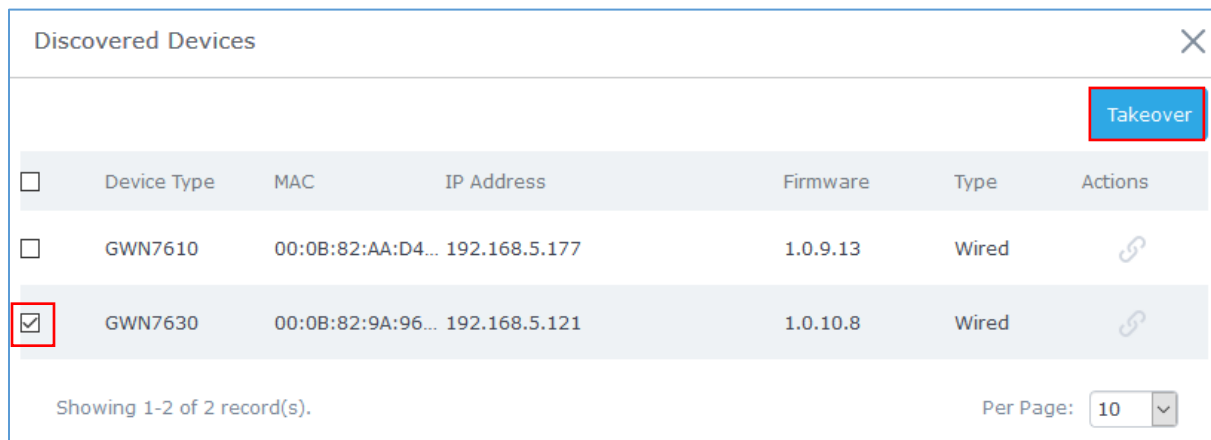 Discovered Devices
Takeover
Device Type MAC IP Address Firmware Type Actions
GWN7610 00:0B:82:AA:D4... 192.168.5.177 1.0.9.13 Wired
GWN7630 00:0B:82:9A:96... 192.168.5.121 1.0.10.8 Wired
Showing 1-2 of 2 record(s). Per Page: 10